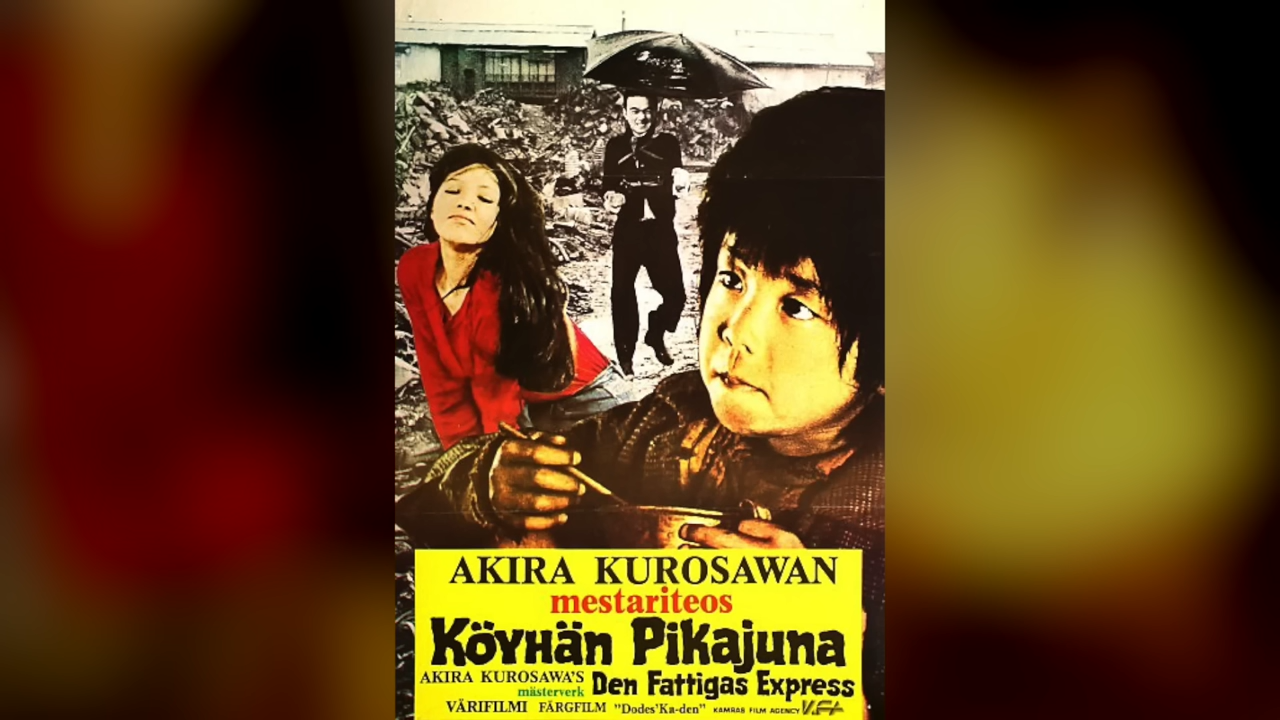 AKIRA KUROSAWAN
mestariteos
Köyhän Pikajuna
AKIRA KUROSAWA'S
mästerverk
Den Fattigas Express
VÄRIFILMI FÄRGFILM "Dodes'Ka-den" KAMRAS FILM AGENCY